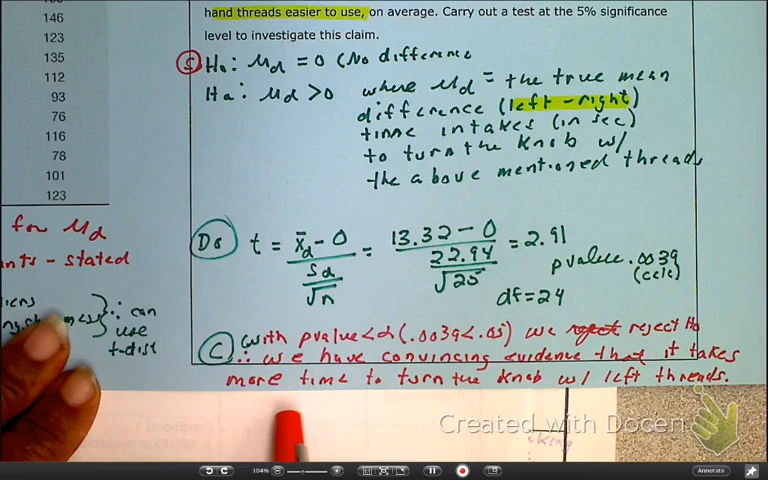 146
123
135
112
93
76
116
78
101
123
hand threads easier to use, on average. Carry out a test at the 5% significance
level to investigate this claim.
S Ho: μd = 0 (No difference
Ha: μd > 0 where μd = the true mean
difference (left - right)
time in takes (in sec)
to turn the knob w/
the above mentioned threads
for μd
nts - stated
can
use
t-dist
Do t = x̄d - 0 / sd / √n = 13.32 - 0 / 22.94 / √25 = 2.91
pvalue .0039
(calc)
df = 24
C with pvalue < α (.0039 < .05) we reject reject Ho
∴ we have convincing evidence that it takes
more time to turn the knob w/ left threads.
Created with Docen
104%
Annotate